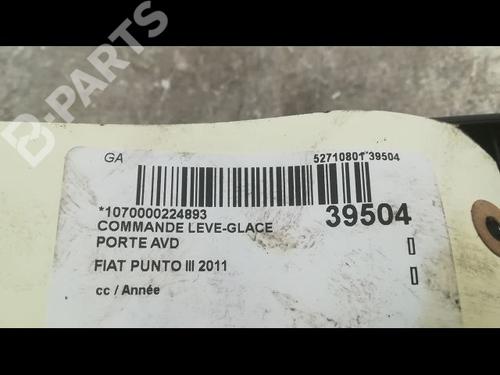 B-PARTS
GA
52710801*39504
*1070000224893
39504
COMMANDE LEVE-GLACE
PORTE AVD
FIAT PUNTO III 2011
cc / Année